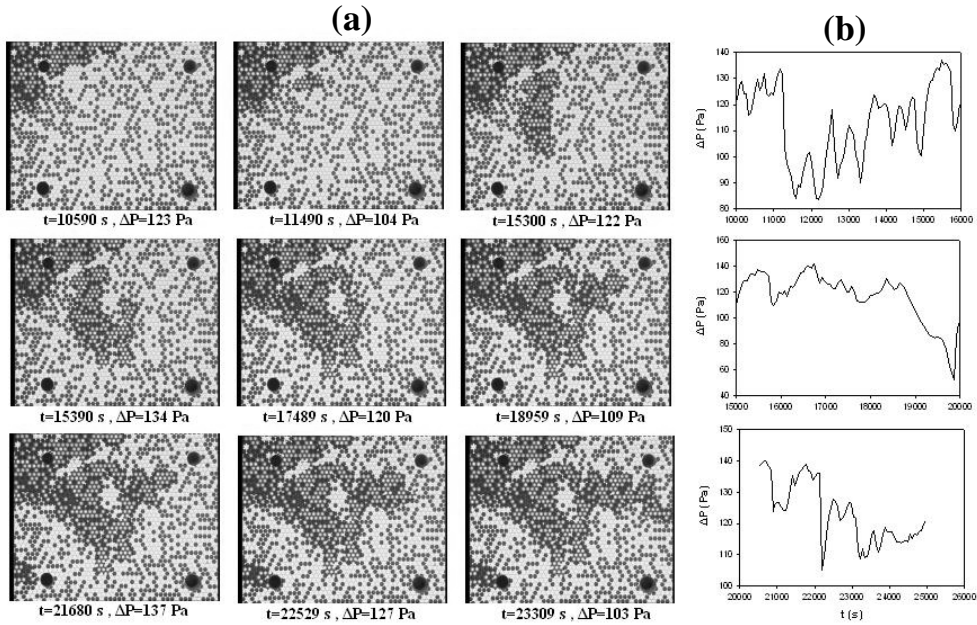 (a)
(b)
t=10590 s , ΔP=123 Pa
t=11490 s , ΔP=104 Pa
t=15300 s , ΔP=122 Pa
140
130
120
110
100
90
80
ΔP ( Pa)
10000 11000 12000 13000 14000 15000 16000
t=15390 s , ΔP=134 Pa
t=17489 s , ΔP=120 Pa
t=18959 s , ΔP=109 Pa
160
140
120
100
80
60
40
ΔP ( Pa)
15000 16000 17000 18000 19000 20000
t=21680 s , ΔP=137 Pa
t=22529 s , ΔP=127 Pa
t=23309 s , ΔP=103 Pa
150
140
130
120
110
100
ΔP ( Pa)
20000 21000 22000 23000 24000 25000 26000
t (s)